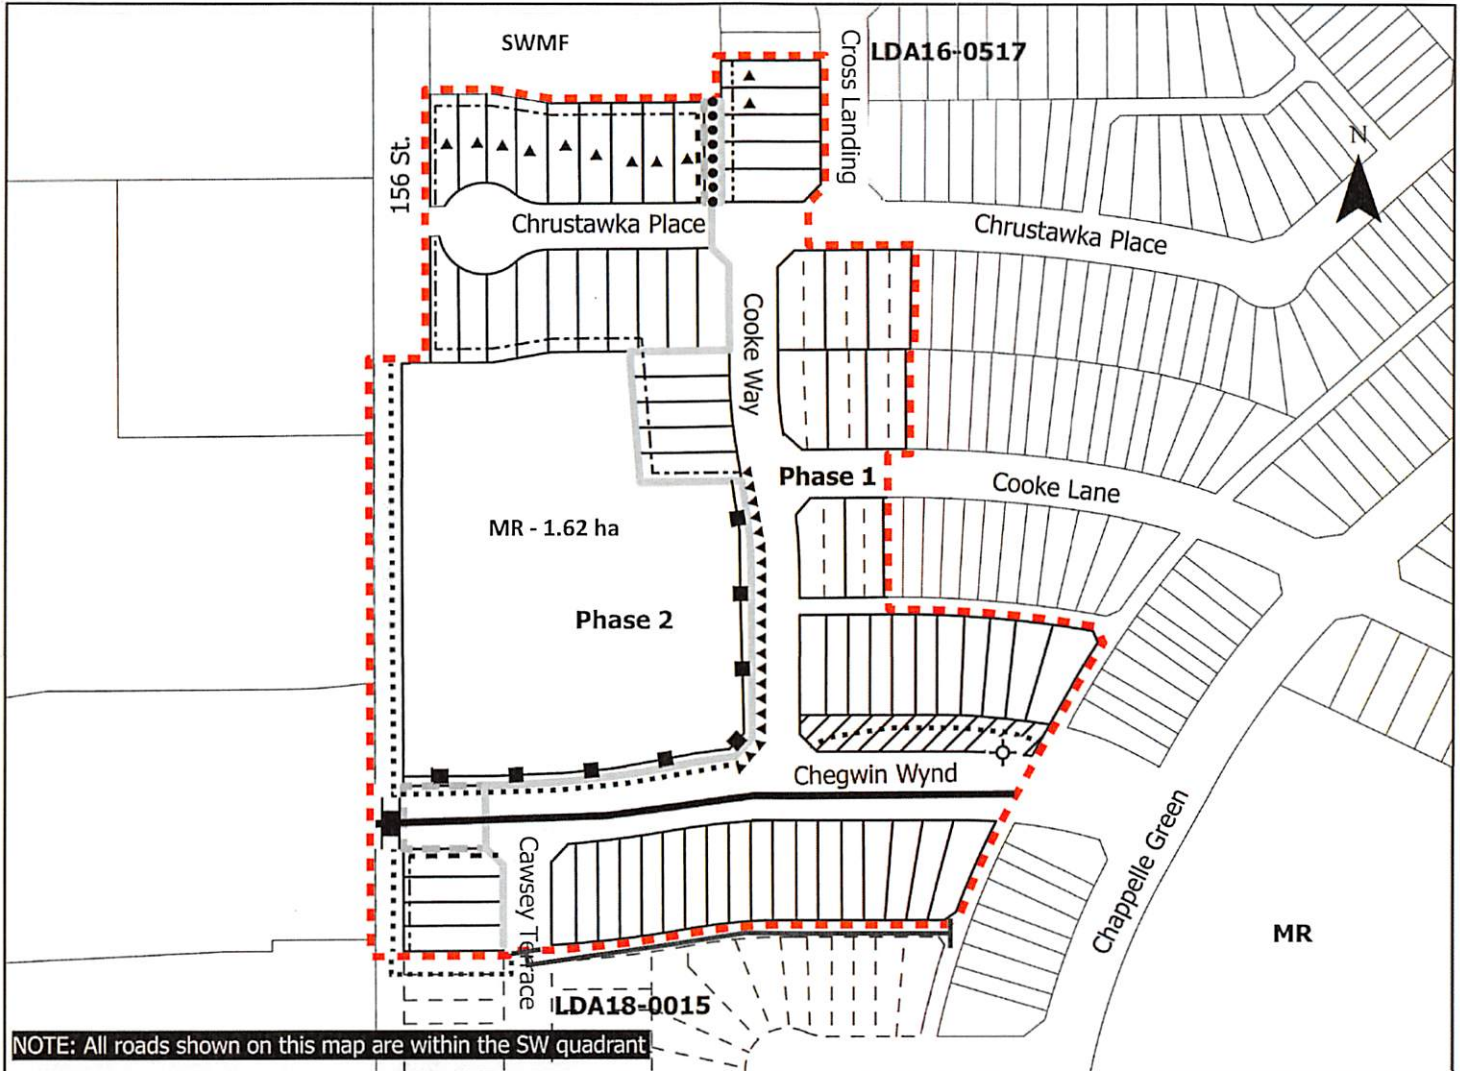 SWMF
Cross Landing
LDA16-0517
156 St.
N
Chrustawka Place
Chrustawka Place
Cooke Way
Phase 1
Cooke Lane
MR - 1.62 ha
Phase 2
Chegwin Wynd
Cawsey Terrace
Chappelle Green
MR
LDA18-0015
NOTE: All roads shown on this map are within the SW quadrant